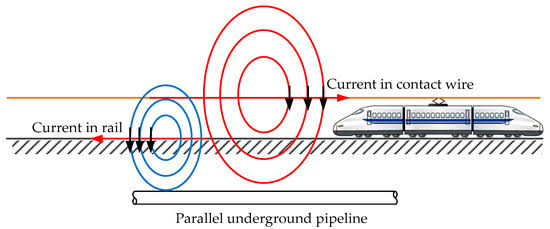 Current in contact wire
Current in rail
Parallel underground pipeline